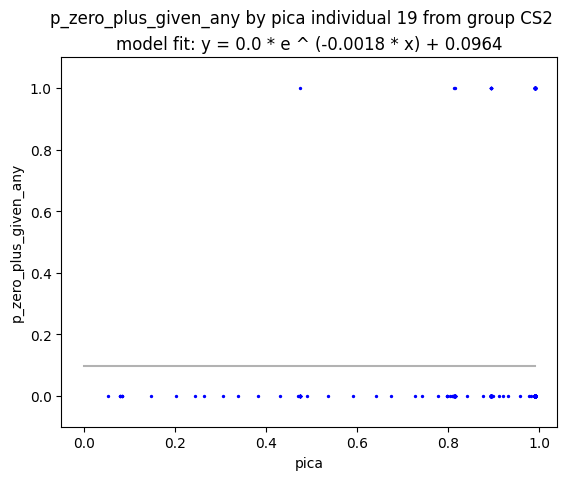 p_zero_plus_given_any by pica individual 19 from group CS2
model fit: y = 0.0 * e ^ (-0.0018 * x) + 0.0964
1.0
0.8
0.6
0.4
0.2
0.0
p_zero_plus_given_any
0.0 0.2 0.4 0.6 0.8 1.0
pica